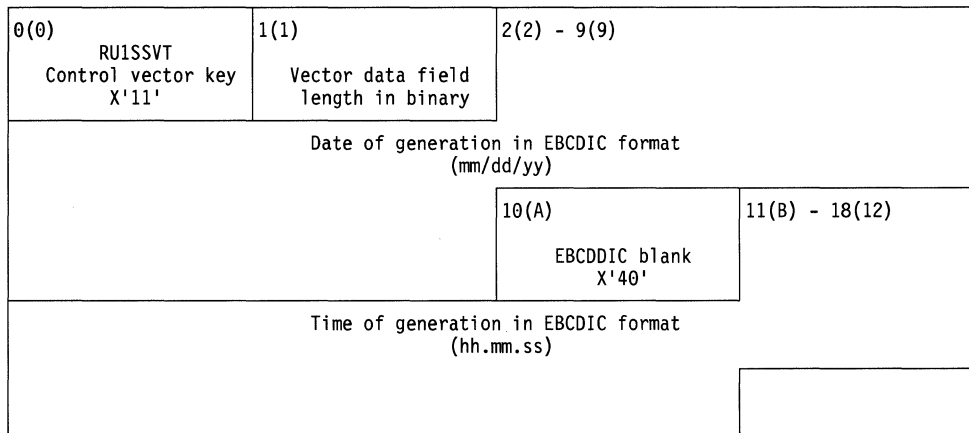 0(0)
RU1SSVT
Control vector key
X'11'
1(1)
Vector data field
length in binary
2(2) - 9(9)
Date of generation in EBCDIC format
(mm/dd/yy)
10(A)
EBCDDIC blank
X'40'
11(B) - 18(12)
Time of generation in EBCDIC format
(hh.mm.ss)